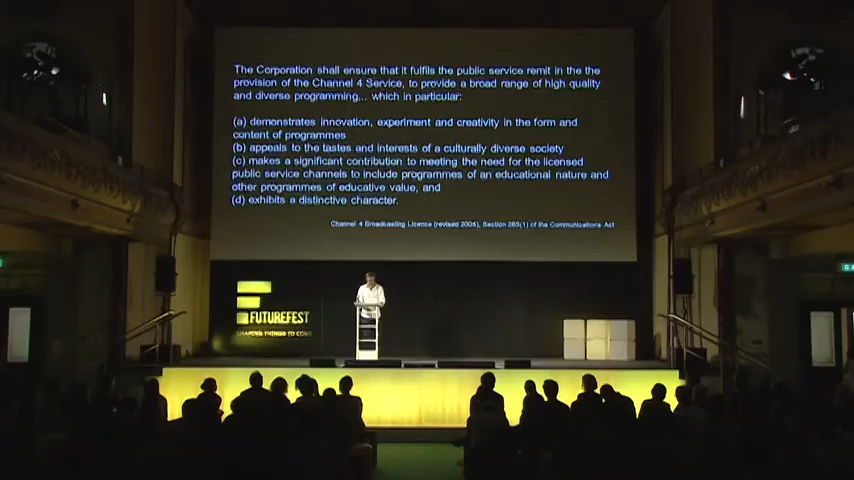 The Corporation shall ensure that it fulfils the public service remit in the the
provision of the Channel 4 Service, to provide a broad range of high quality
and diverse programming... which in particular:
(a) demonstrates innovation, experiment and creativity in the form and
content of programmes
(b) appeals to the tastes and interests of a culturally diverse society
(c) makes a significant contribution to meeting the need for the licensed
public service channels to include programmes of an educational nature and
other programmes of educative value, and
(d) exhibits a distinctive character.
Channel 4 Broadcasting Licence (revised 2004), Section 265(1) of the Communications Act
FUTUREFEST
SHAPING THINGS TO COME